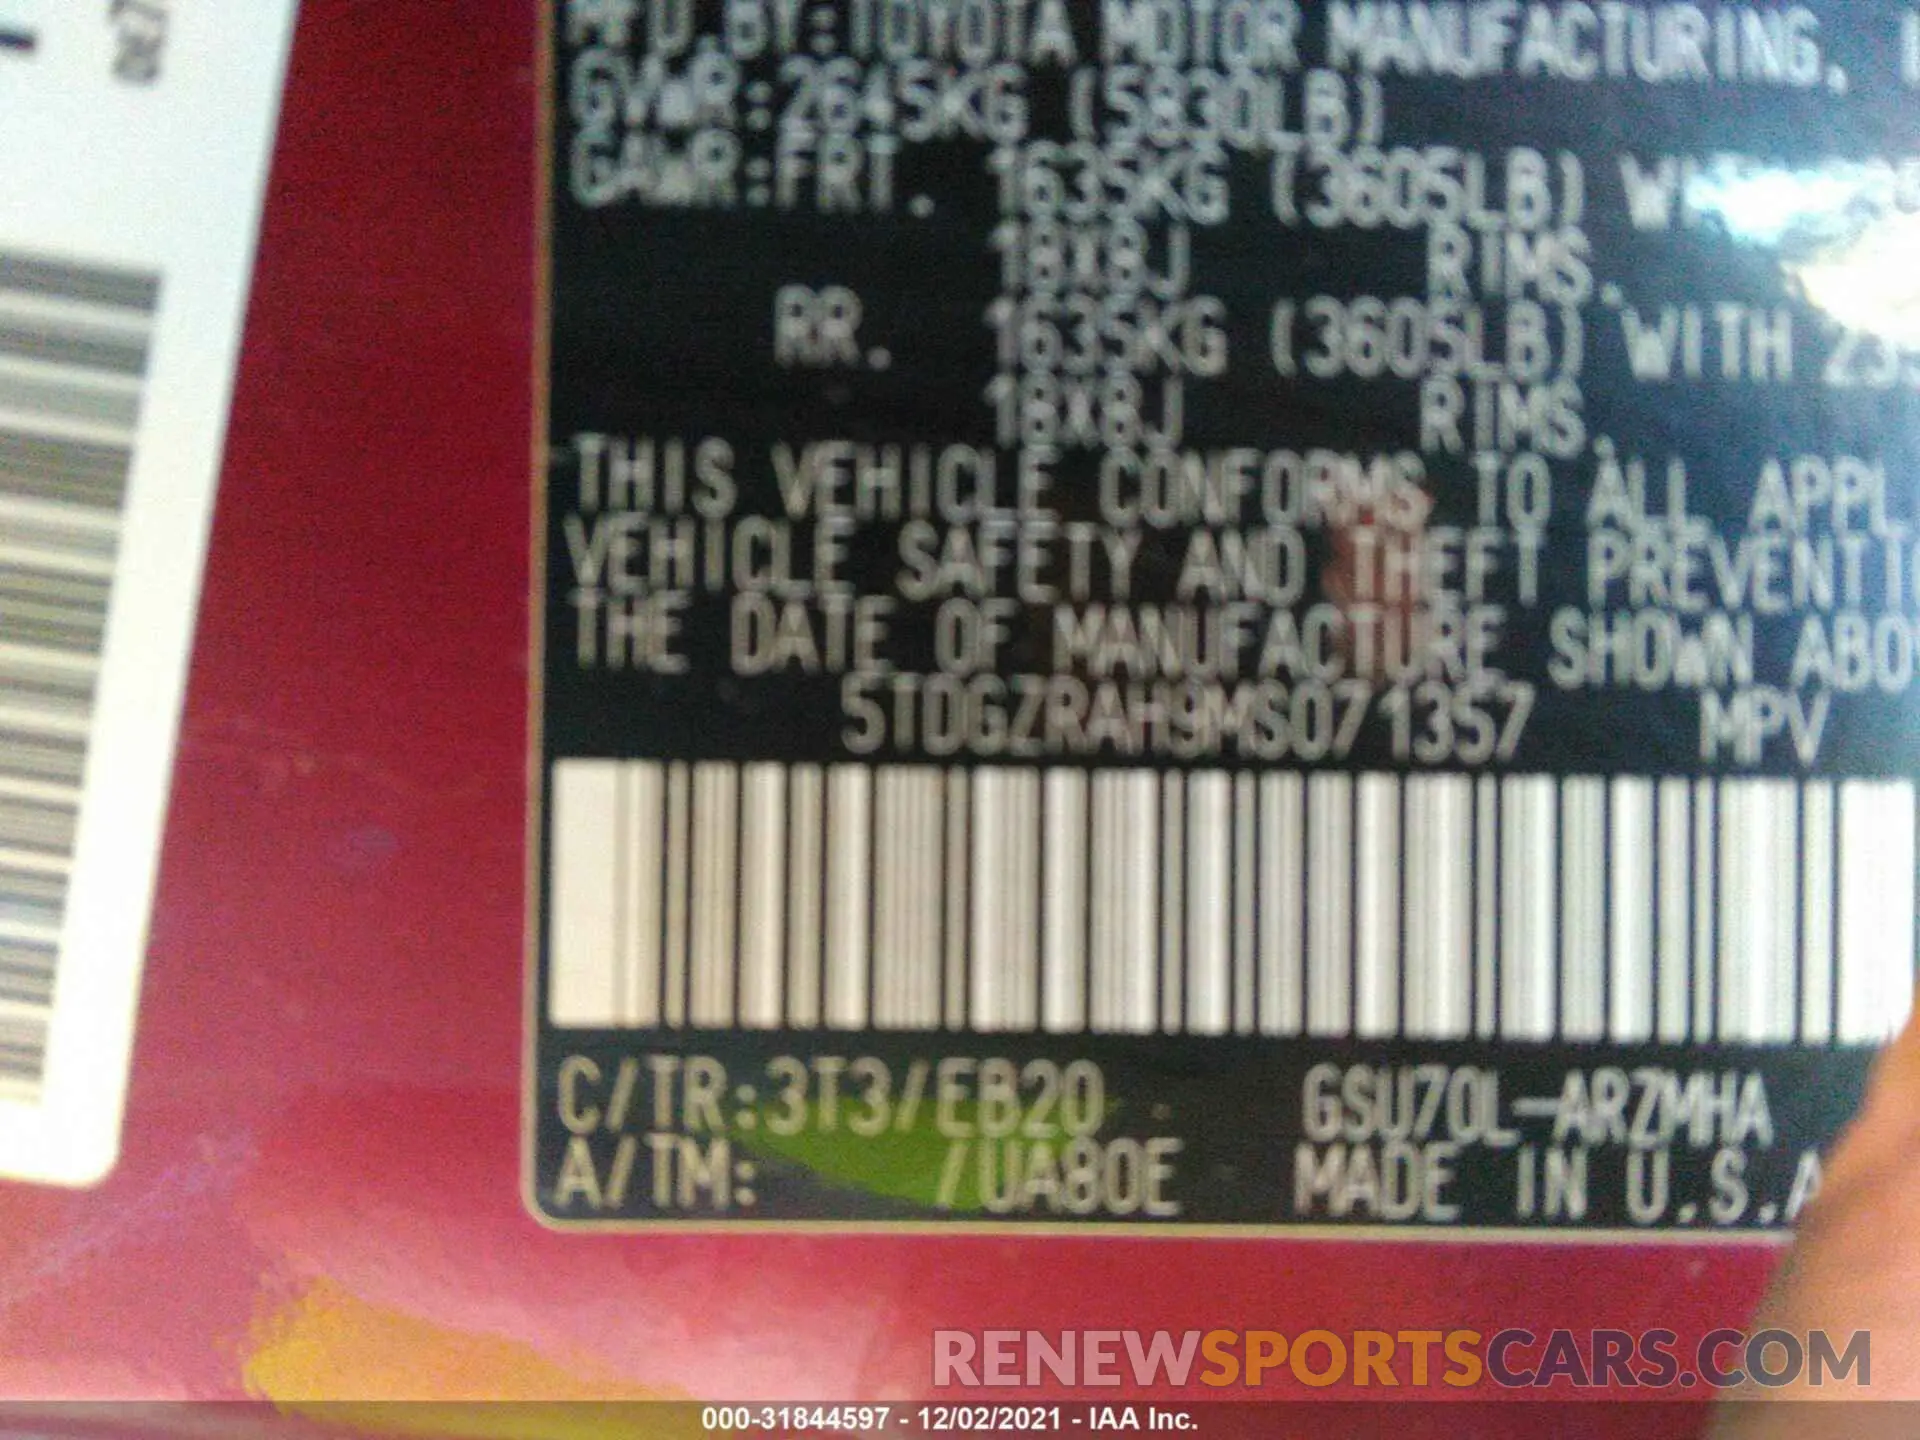 MFD.BY:TOYOTA MOTOR MANUFACTURING,
GVWR:2645KG (5830LB)
GAWR:FRT. 1635KG (3605LB)
18X8J RIMS.
RR. 1635KG (3605LB) WITH
18X8J RIMS.
THIS VEHICLE CONFORMS TO ALL APPL
VEHICLE SAFETY AND THEFT PREVENTI
THE DATE OF MANUFACTURE SHOWN ABO
5TDGZRAH9MS071357 MPV
C/TR:3T3/EB20 GSU70L-ARZMHA
A/TM: /UA80E MADE IN U.S.A
RENEWSPORTSCARS.COM
000-31844597 - 12/02/2021 - IAA Inc.